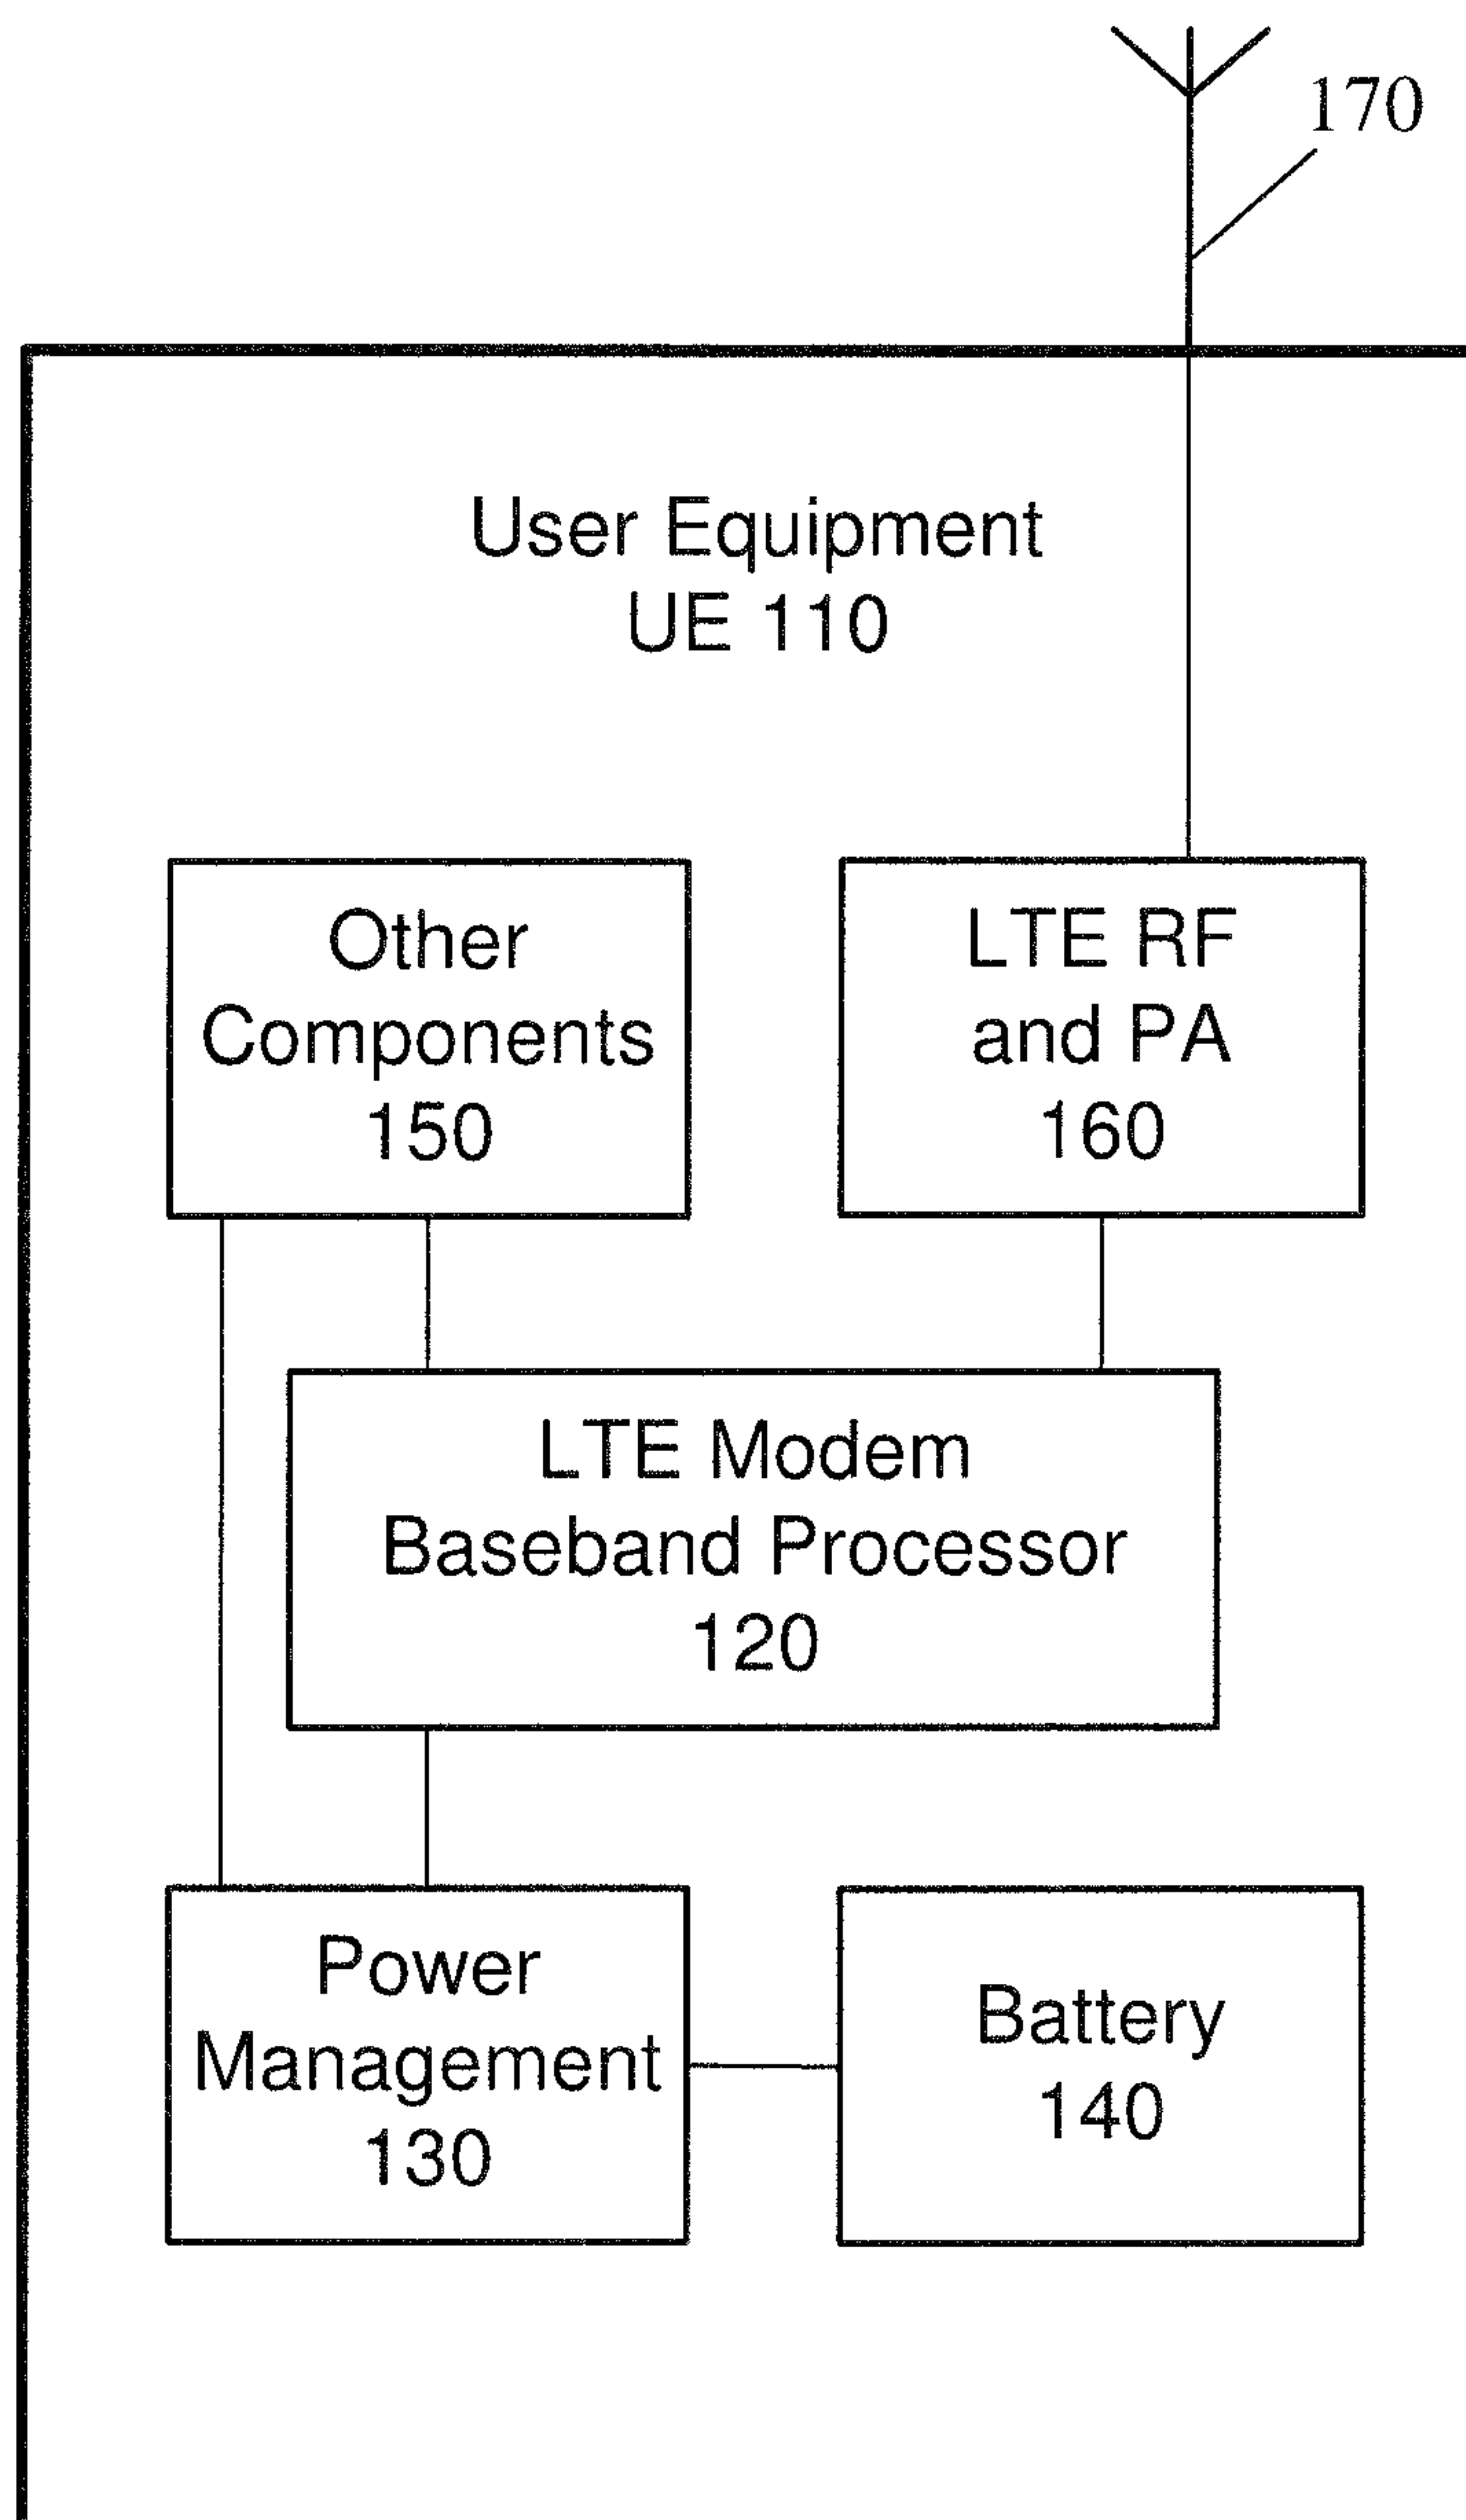 170
User Equipment
UE 110
Other
Components
150
LTE RF
and PA
160
LTE Modem
Baseband Processor
120
Power
Management
130
Battery
140